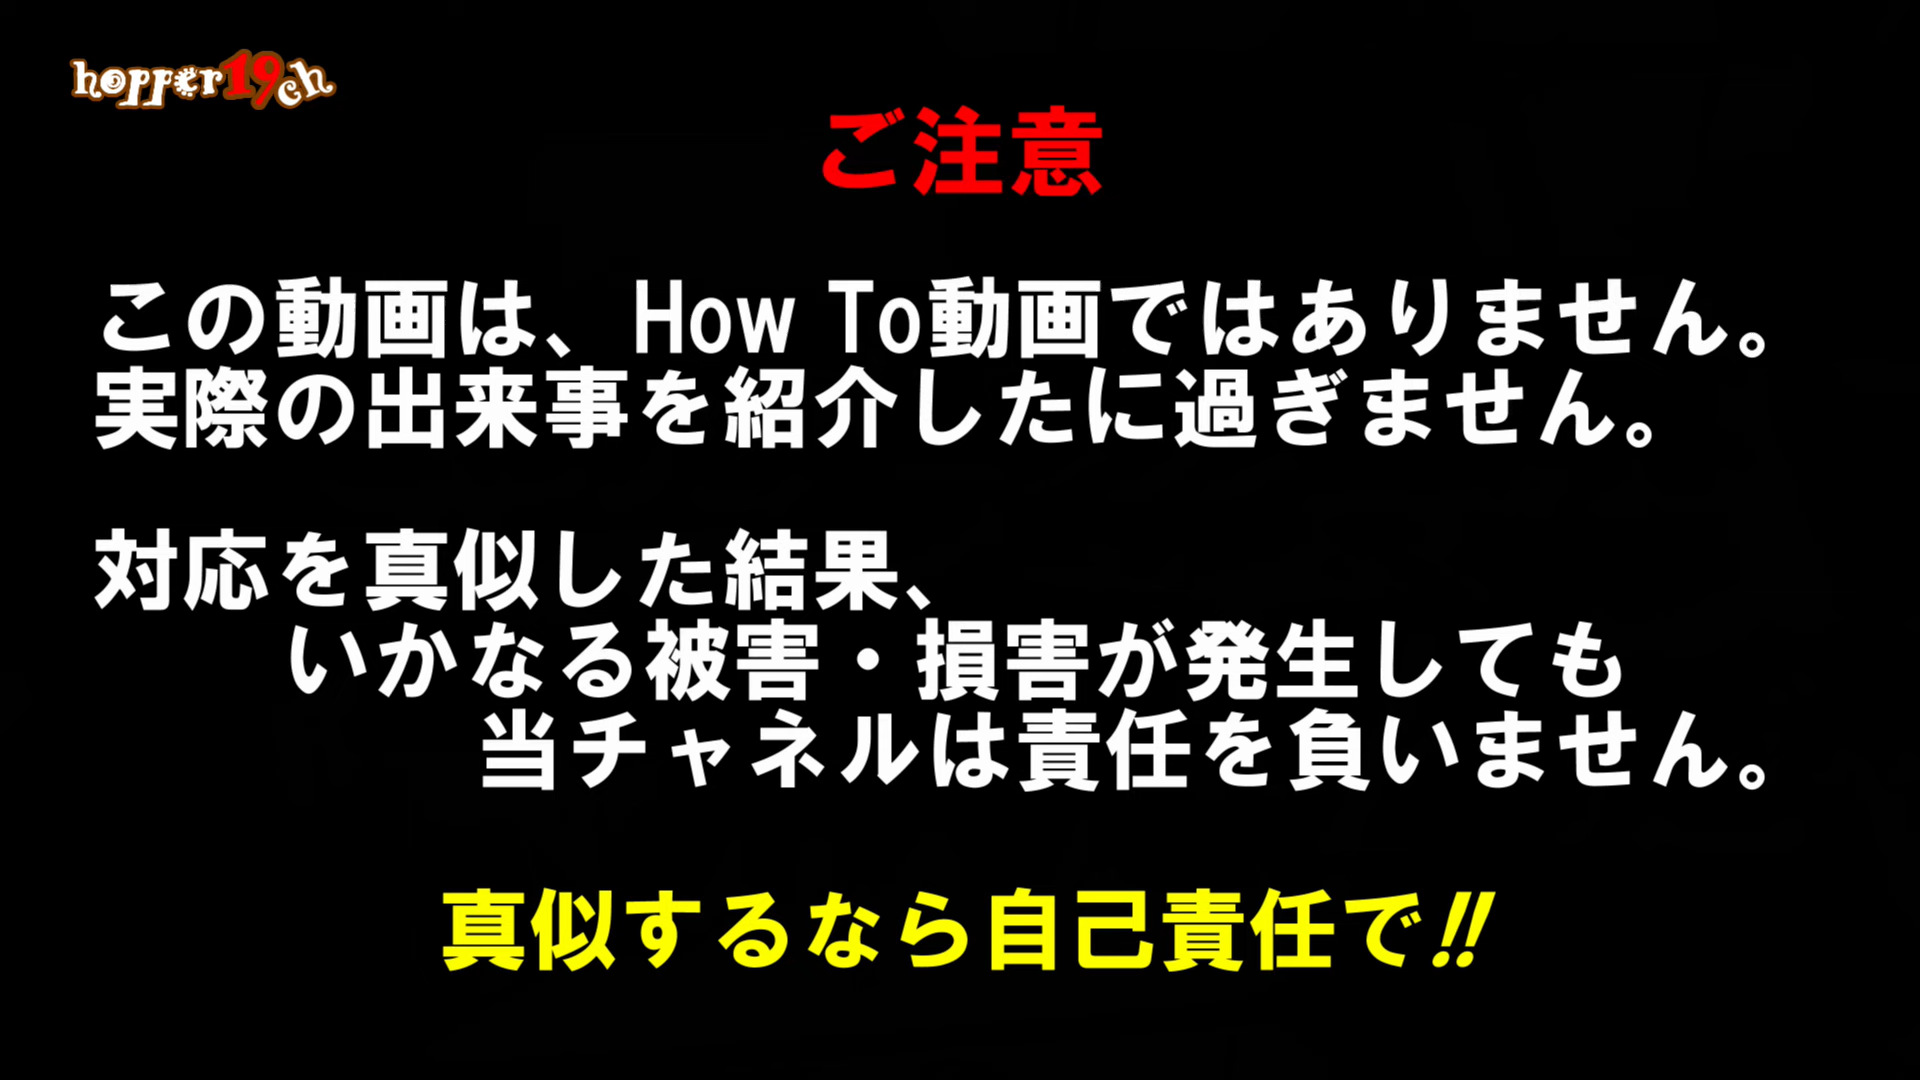 hopper19ch
ご注意
この動画は、How To動画ではありません。
実際の出来事を紹介したに過ぎません。
対応を真似した結果、
いかなる被害・損害が発生しても
当チャネルは責任を負いません。
真似するなら自己責任で!!